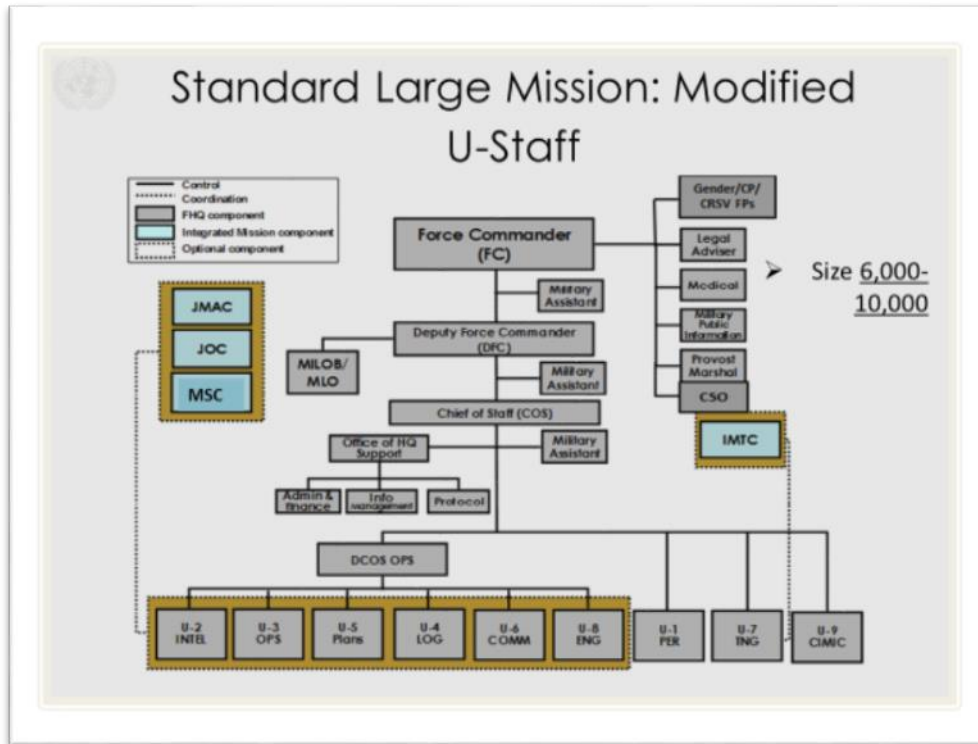 Standard Large Mission: Modified
U-Staff
Control
Coordination
FHQ component
Integrated Mission component
Optional component
Force Commander
(FC)
Gender/CP/
CRSV FPs
Legal
Adviser
Medical
Military
Public
Information
Provost
Marshal
CSO
IMTC
➤ Size 6,000-
10,000
JMAC
JOC
MSC
Military
Assistant
Deputy Force Commander
(DFC)
MILOB/
MLO
Military
Assistant
Chief of Staff (COS)
Office of HQ
Support
Military
Assistant
Admin &
finance
Info
Management
Protocol
DCOS OPS
U-2
INTEL
U-3
OPS
U-5
Plans
U-4
LOG
U-6
COMM
U-8
ENG
U-1
PER
U-7
TNG
U-9
CIMIC